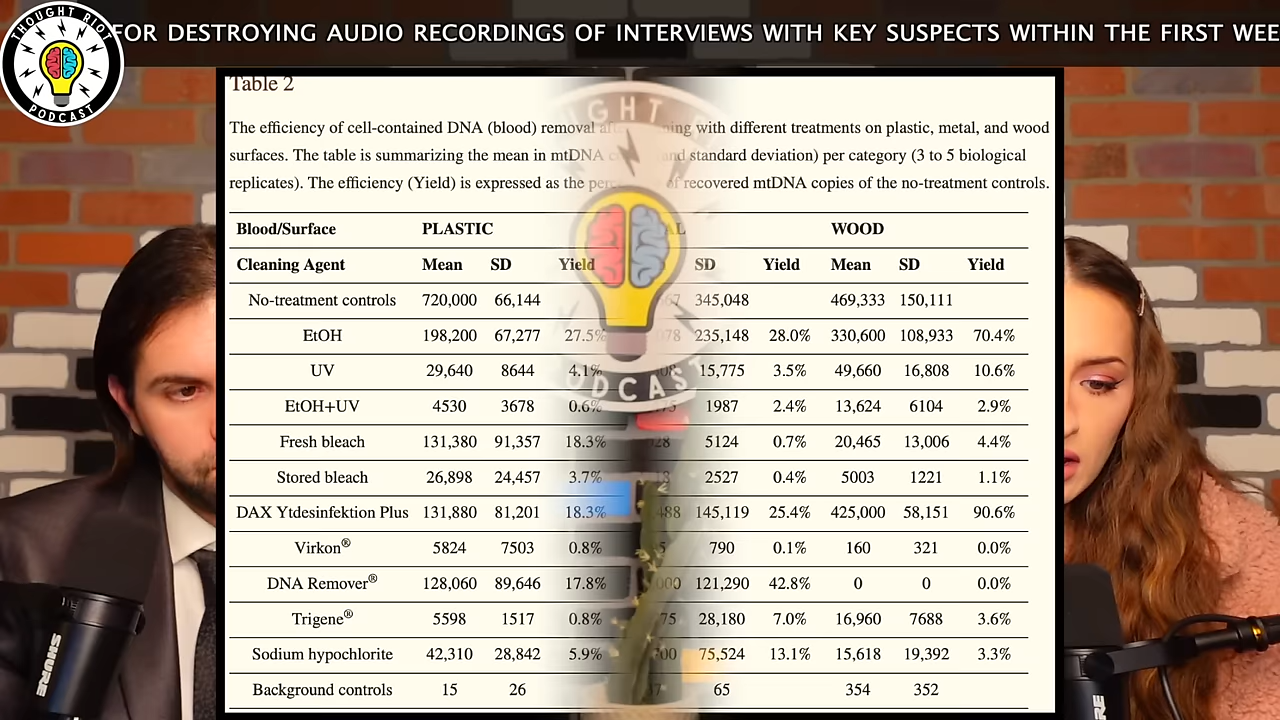 FOR DESTROYING AUDIO RECORDINGS OF INTERVIEWS WITH KEY SUSPECTS WITHIN THE FIRST WEE
THOUGHT RIOT
PODCAST
Table 2
The efficiency of cell-contained DNA (blood) removal with different treatments on plastic, metal, and wood
surfaces. The table is summarizing the mean in mtDNA and standard deviation) per category (3 to 5 biological
replicates). The efficiency (Yield) is expressed as the of recovered mtDNA copies of the no-treatment controls.
Blood/Surface PLASTIC WOOD
Cleaning Agent Mean SD Yield SD Yield Mean SD Yield
No-treatment controls 720,000 66,144 345,048 469,333 150,111
EtOH 198,200 67,277 27.5% 235,148 28.0% 330,600 108,933 70.4%
UV 29,640 8644 4.1% 15,775 3.5% 49,660 16,808 10.6%
EtOH+UV 4530 3678 0.6% 1987 2.4% 13,624 6104 2.9%
Fresh bleach 131,380 91,357 18.3% 5124 0.7% 20,465 13,006 4.4%
Stored bleach 26,898 24,457 3.7% 2527 0.4% 5003 1221 1.1%
DAX Ytdesinfektion Plus 131,880 81,201 18.3% 145,119 25.4% 425,000 58,151 90.6%
Virkon® 5824 7503 0.8% 790 0.1% 160 321 0.0%
DNA Remover® 128,060 89,646 17.8% 121,290 42.8% 0 0 0.0%
Trigene® 5598 1517 0.8% 28,180 7.0% 16,960 7688 3.6%
Sodium hypochlorite 42,310 28,842 5.9% 75,524 13.1% 15,618 19,392 3.3%
Background controls 15 26 65 354 352
PODCAST
SHURE